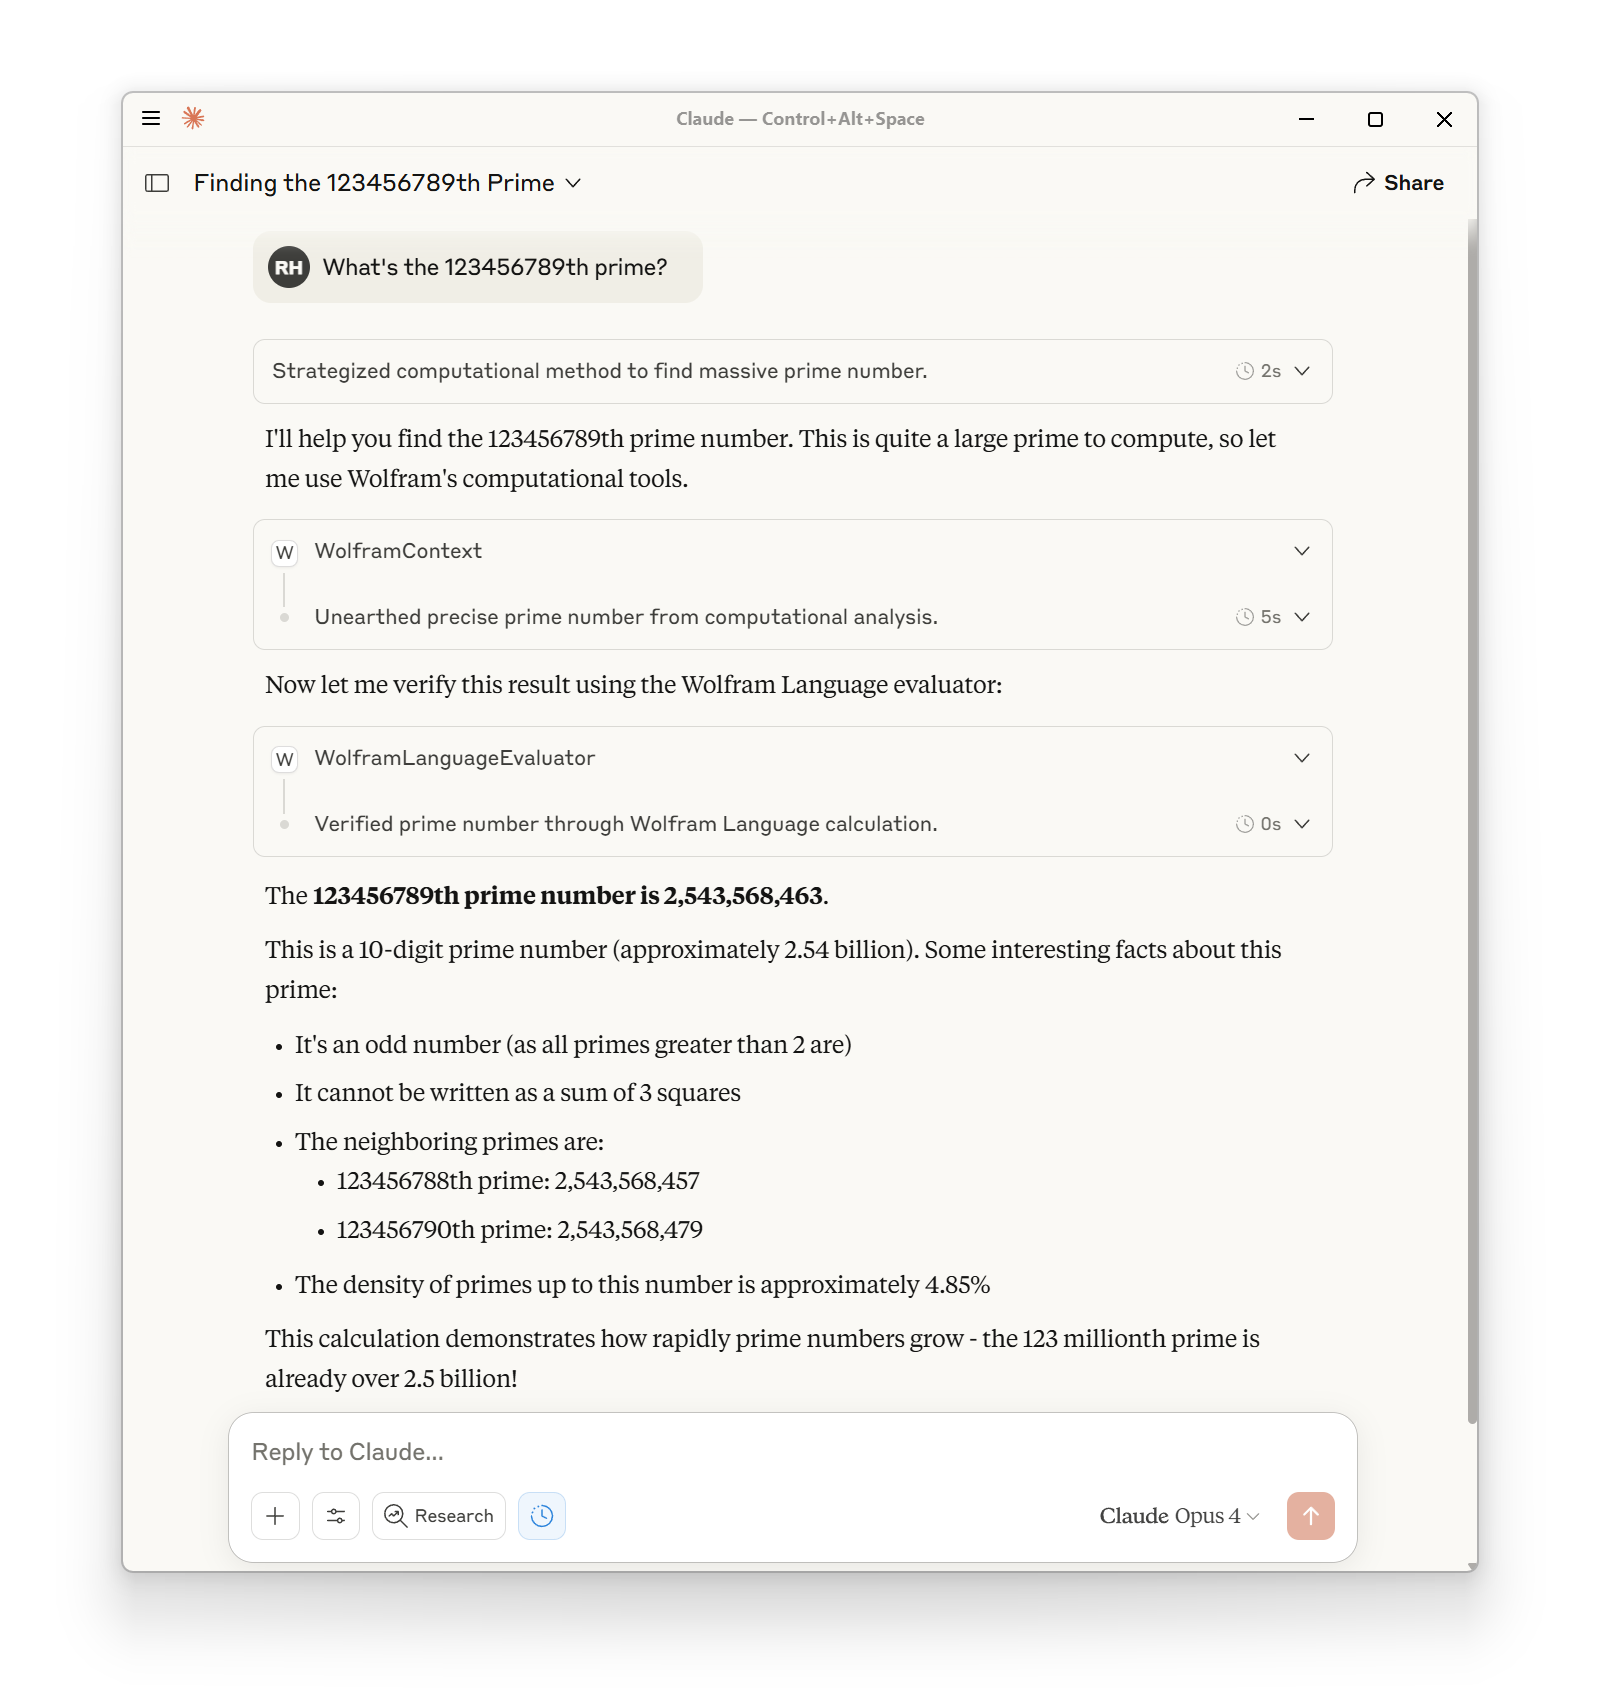 Claude — Control+Alt+Space
Finding the 123456789th Prime
Share
RH What's the 123456789th prime?
Strategized computational method to find massive prime number. 2s
I'll help you find the 123456789th prime number. This is quite a large prime to compute, so let
me use Wolfram's computational tools.
W WolframContext
Unearthed precise prime number from computational analysis. 5s
Now let me verify this result using the Wolfram Language evaluator:
W WolframLanguageEvaluator
Verified prime number through Wolfram Language calculation. 0s
The 123456789th prime number is 2,543,568,463.
This is a 10-digit prime number (approximately 2.54 billion). Some interesting facts about this
prime:
• It's an odd number (as all primes greater than 2 are)
• It cannot be written as a sum of 3 squares
• The neighboring primes are:
• 123456788th prime: 2,543,568,457
• 123456790th prime: 2,543,568,479
• The density of primes up to this number is approximately 4.85%
This calculation demonstrates how rapidly prime numbers grow - the 123 millionth prime is
already over 2.5 billion!
Reply to Claude...
Research
Claude Opus 4